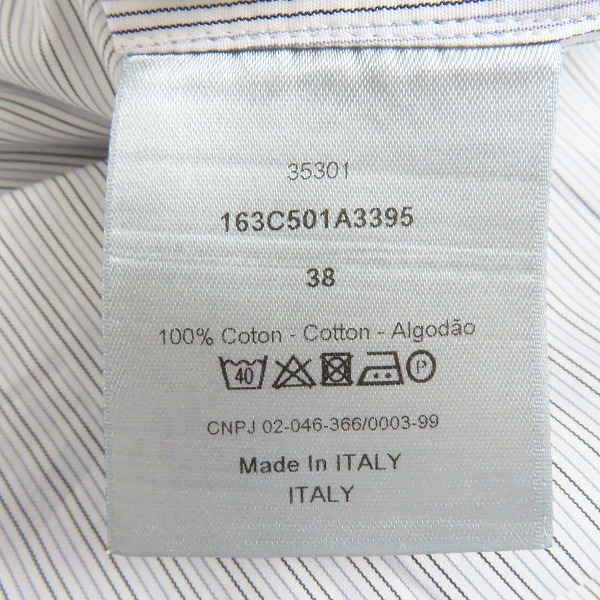 35301
163C501A3395
38
100% Coton - Cotton - Algodão
40 P
CNPJ 02-046-366/0003-99
Made In ITALY
ITALY